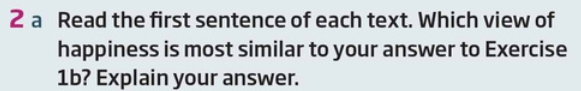 2 a Read the first sentence of each text. Which view of
happiness is most similar to your answer to Exercise
1b? Explain your answer.